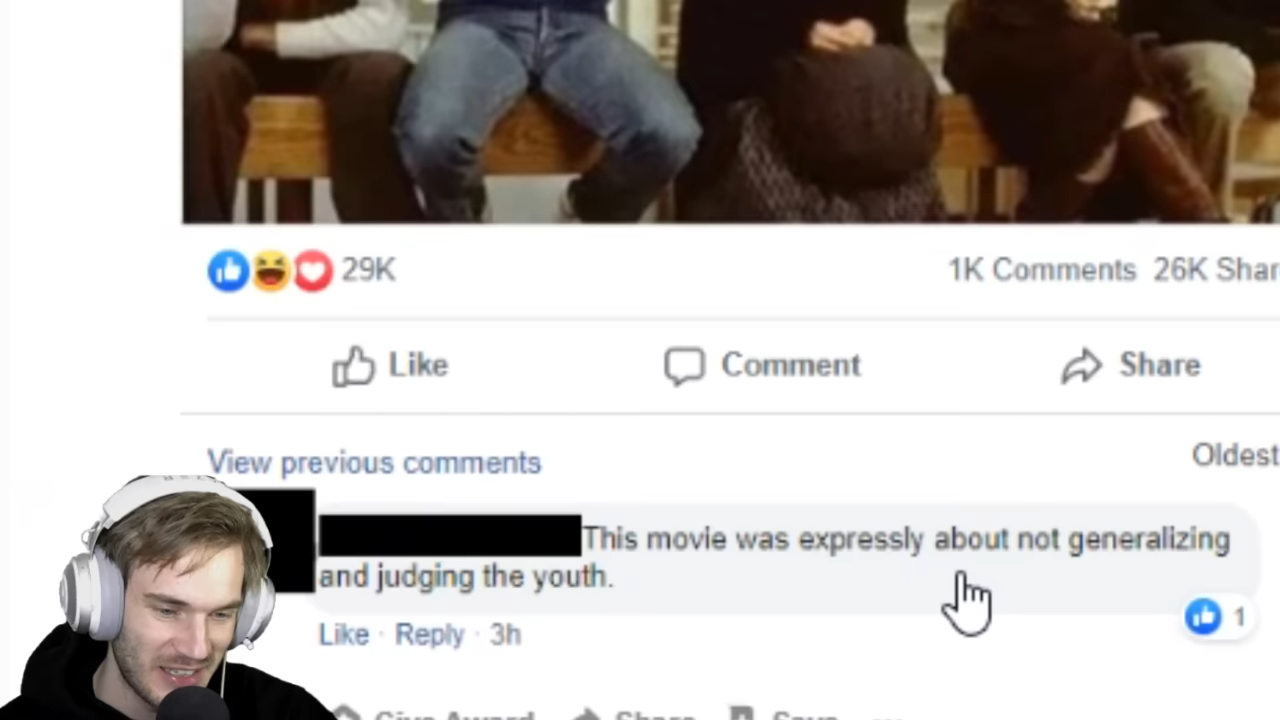 29K
1K Comments 26K Shar
Like Comment Share
View previous comments
Oldest
This movie was expressly about not generalizing
and judging the youth.
1
Like · Reply · 3h
Give Award Share Save